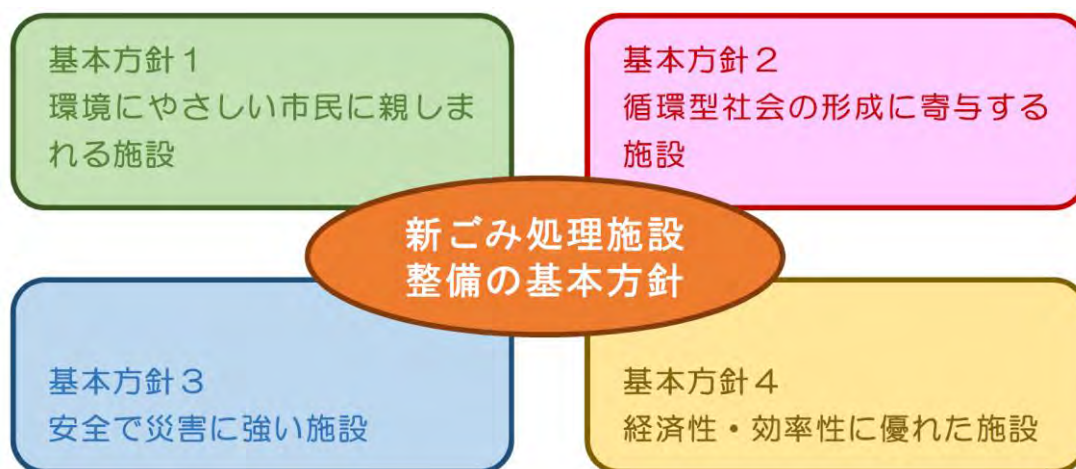 基本方針１
環境にやさしい市民に親しま
れる施設
基本方針２
循環型社会の形成に寄与する
施設
新ごみ処理施設
整備の基本方針
基本方針３
安全で災害に強い施設
基本方針４
経済性・効率性に優れた施設